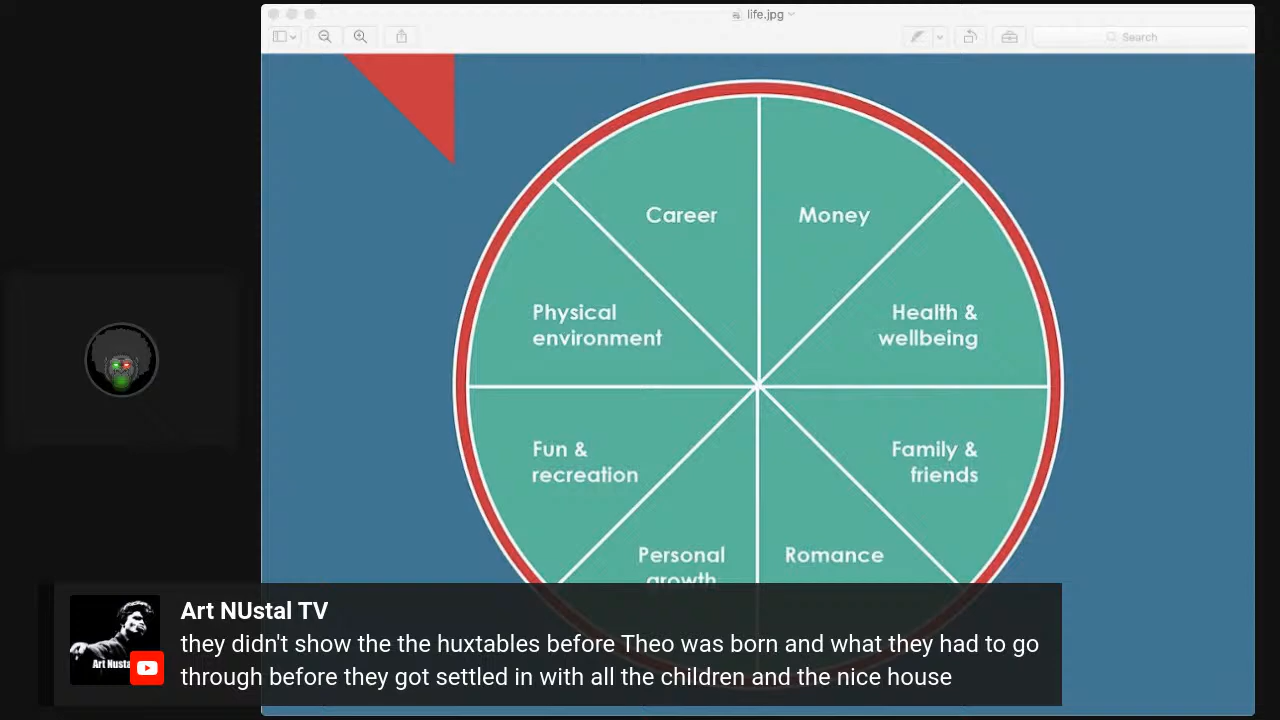 life.jpg
Search
Career
Money
Physical
environment
Health &
wellbeing
Fun &
recreation
Family &
friends
Personal
growth
Romance
Art NUstal TV
they didn't show the the huxtables before Theo was born and what they had to go
through before they got settled in with all the children and the nice house